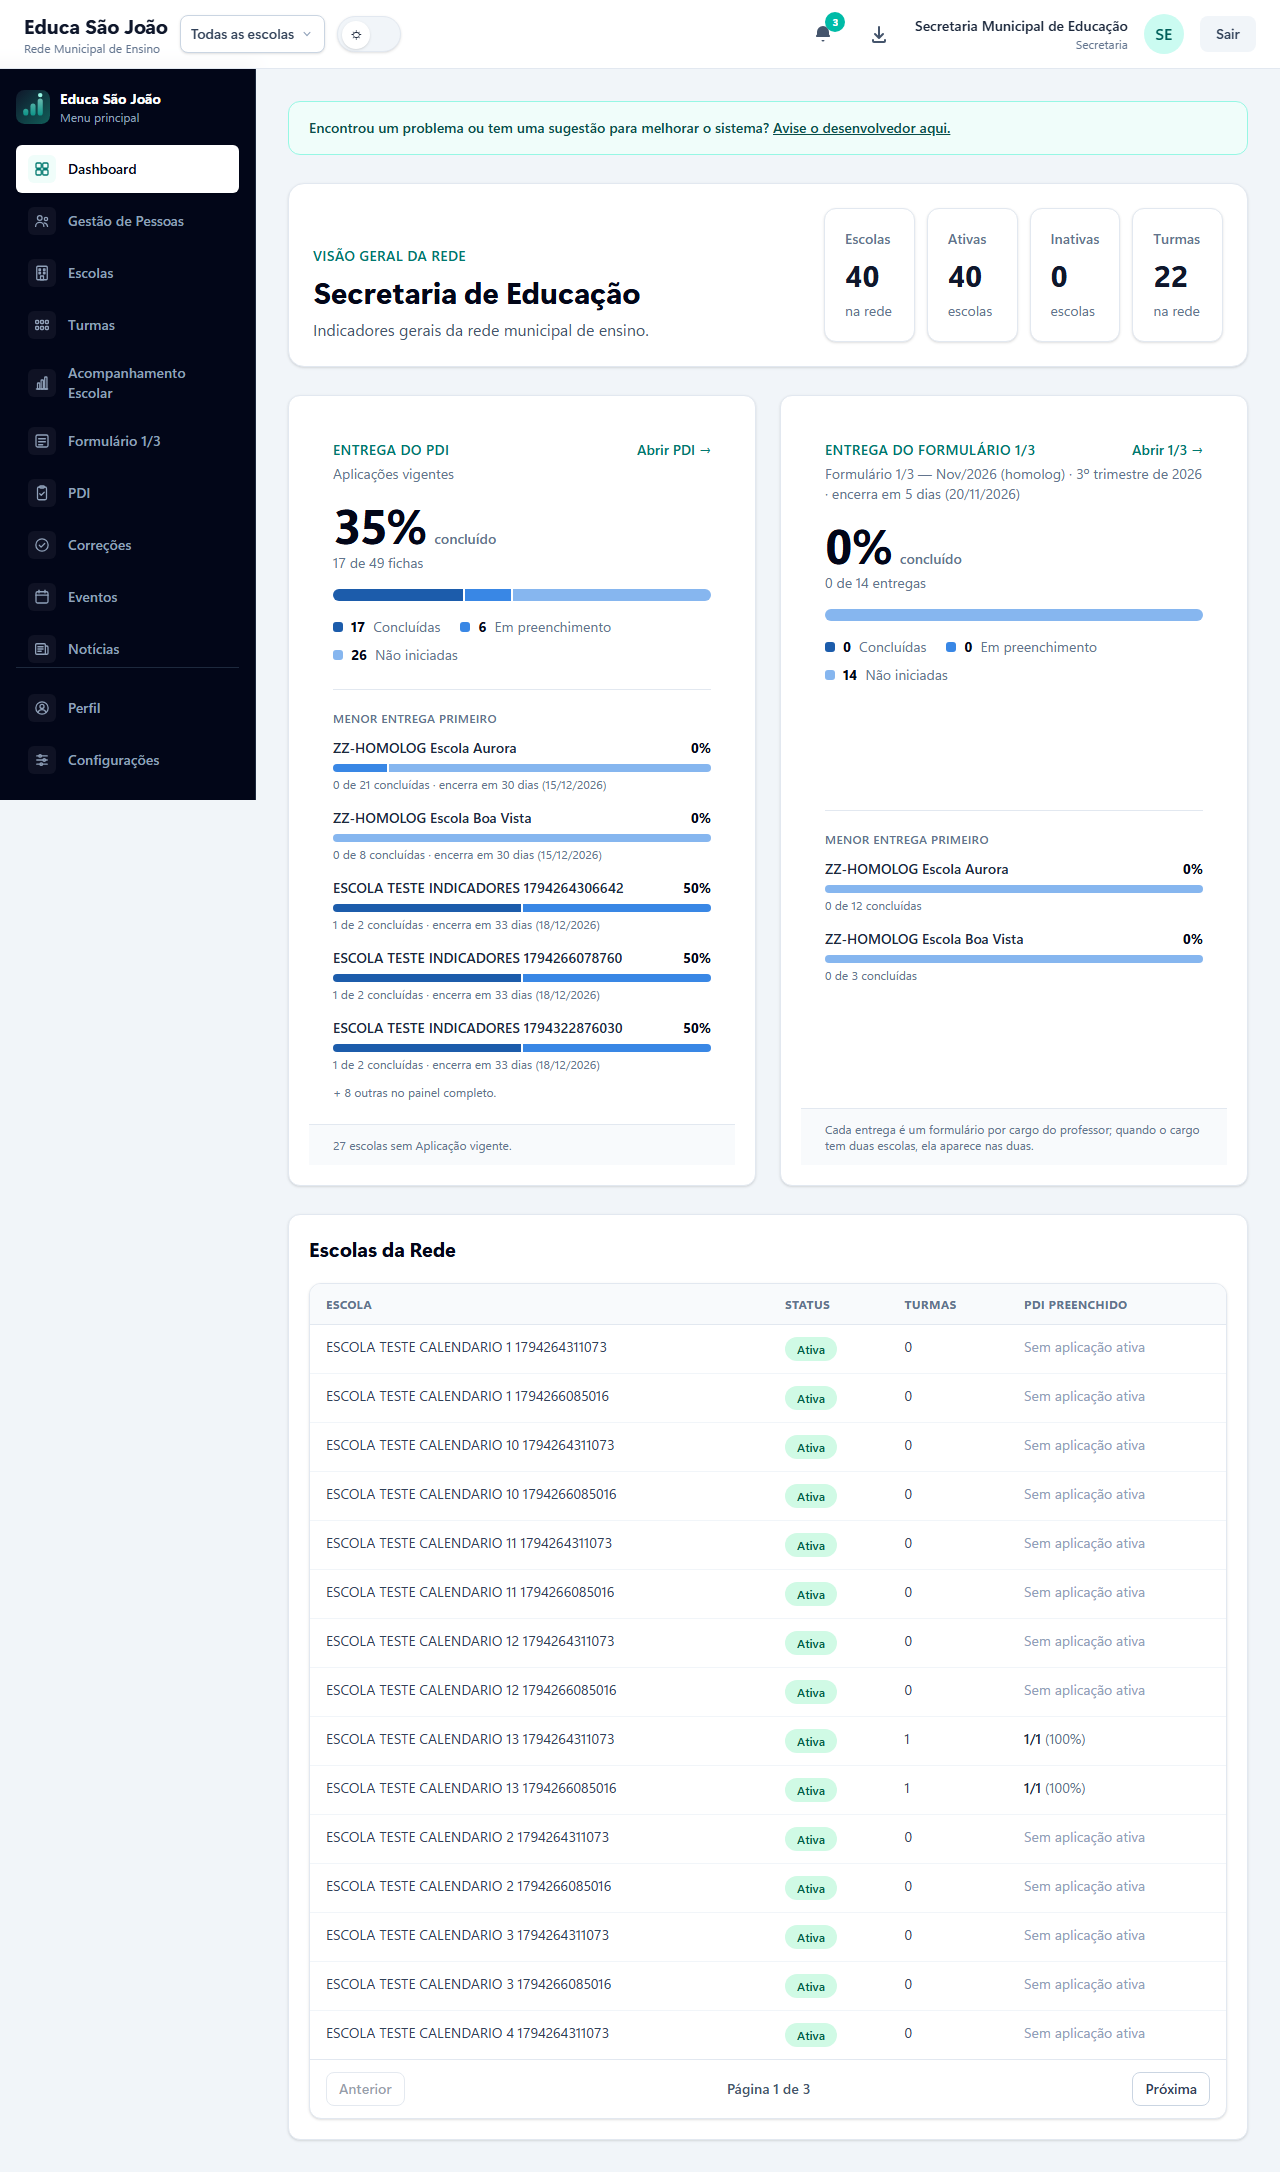 Educa São João
Rede Municipal de Ensino
Todas as escolas
3
Secretaria Municipal de Educação
Secretaria
SE
Sair
Educa São João
Menu principal
Dashboard
Gestão de Pessoas
Escolas
Turmas
Acompanhamento
Escolar
Formulário 1/3
PDI
Correções
Eventos
Notícias
Perfil
Configurações
Encontrou um problema ou tem uma sugestão para melhorar o sistema? Avise o desenvolvedor aqui.
VISÃO GERAL DA REDE
Secretaria de Educação
Indicadores gerais da rede municipal de ensino.
Escolas
40
na rede
Ativas
40
escolas
Inativas
0
escolas
Turmas
22
na rede
ENTREGA DO PDI
Abrir PDI →
Aplicações vigentes
35% concluído
17 de 49 fichas
17 Concluídas
6 Em preenchimento
26 Não iniciadas
MENOR ENTREGA PRIMEIRO
ZZ-HOMOLOG Escola Aurora 0%
0 de 21 concluídas · encerra em 30 dias (15/12/2026)
ZZ-HOMOLOG Escola Boa Vista 0%
0 de 8 concluídas · encerra em 30 dias (15/12/2026)
ESCOLA TESTE INDICADORES 1794264306642 50%
1 de 2 concluídas · encerra em 33 dias (18/12/2026)
ESCOLA TESTE INDICADORES 1794266078760 50%
1 de 2 concluídas · encerra em 33 dias (18/12/2026)
ESCOLA TESTE INDICADORES 1794322876030 50%
1 de 2 concluídas · encerra em 33 dias (18/12/2026)
+ 8 outras no painel completo.
27 escolas sem Aplicação vigente.
ENTREGA DO FORMULÁRIO 1/3
Abrir 1/3 →
Formulário 1/3 — Nov/2026 (homolog) · 3º trimestre de 2026
· encerra em 5 dias (20/11/2026)
0% concluído
0 de 14 entregas
0 Concluídas
0 Em preenchimento
14 Não iniciadas
MENOR ENTREGA PRIMEIRO
ZZ-HOMOLOG Escola Aurora 0%
0 de 12 concluídas
ZZ-HOMOLOG Escola Boa Vista 0%
0 de 3 concluídas
Cada entrega é um formulário por cargo do professor; quando o cargo
tem duas escolas, ela aparece nas duas.
Escolas da Rede
ESCOLA STATUS TURMAS PDI PREENCHIDO
ESCOLA TESTE CALENDARIO 1 1794264311073 Ativa 0 Sem aplicação ativa
ESCOLA TESTE CALENDARIO 1 1794266085016 Ativa 0 Sem aplicação ativa
ESCOLA TESTE CALENDARIO 10 1794264311073 Ativa 0 Sem aplicação ativa
ESCOLA TESTE CALENDARIO 10 1794266085016 Ativa 0 Sem aplicação ativa
ESCOLA TESTE CALENDARIO 11 1794264311073 Ativa 0 Sem aplicação ativa
ESCOLA TESTE CALENDARIO 11 1794266085016 Ativa 0 Sem aplicação ativa
ESCOLA TESTE CALENDARIO 12 1794264311073 Ativa 0 Sem aplicação ativa
ESCOLA TESTE CALENDARIO 12 1794266085016 Ativa 0 Sem aplicação ativa
ESCOLA TESTE CALENDARIO 13 1794264311073 Ativa 1 1/1 (100%)
ESCOLA TESTE CALENDARIO 13 1794266085016 Ativa 1 1/1 (100%)
ESCOLA TESTE CALENDARIO 2 1794264311073 Ativa 0 Sem aplicação ativa
ESCOLA TESTE CALENDARIO 2 1794266085016 Ativa 0 Sem aplicação ativa
ESCOLA TESTE CALENDARIO 3 1794264311073 Ativa 0 Sem aplicação ativa
ESCOLA TESTE CALENDARIO 3 1794266085016 Ativa 0 Sem aplicação ativa
ESCOLA TESTE CALENDARIO 4 1794264311073 Ativa 0 Sem aplicação ativa
Anterior
Página 1 de 3
Próxima